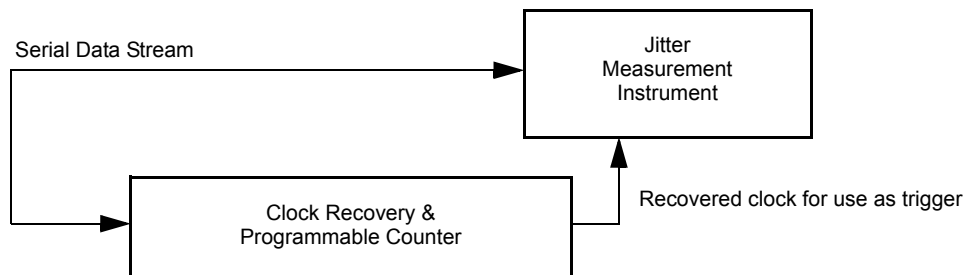 Serial Data Stream
Jitter
Measurement
Instrument
Clock Recovery &
Programmable Counter
Recovered clock for use as trigger